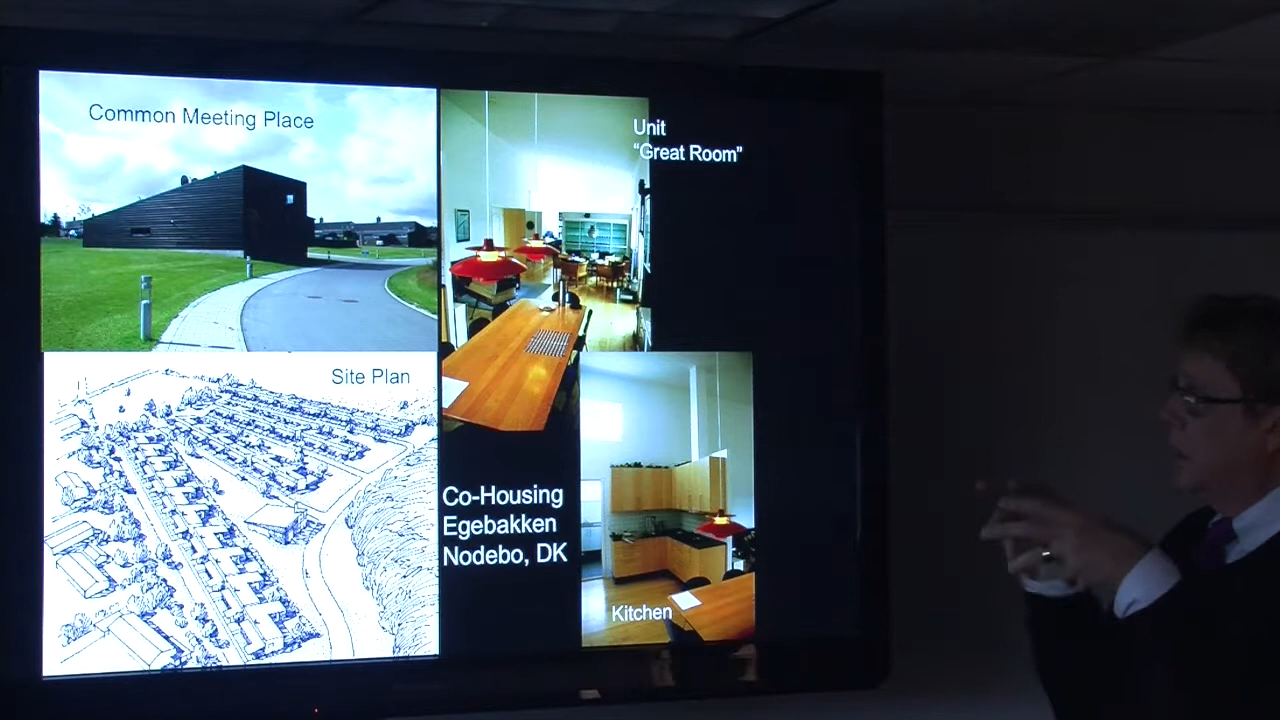 Common Meeting Place
Unit
“Great Room”
Site Plan
Co-Housing
Egebakken
Nodebo, DK
Kitchen